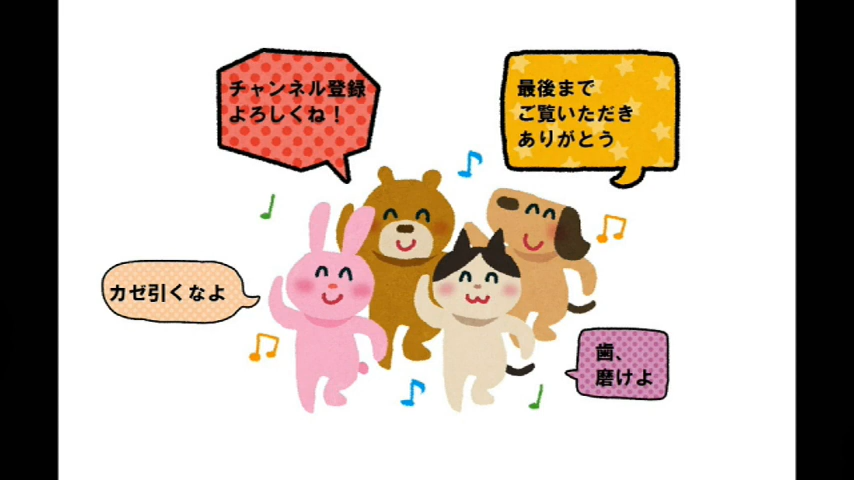 チャンネル登録
よろしくね！
最後まで
ご覧いただき
ありがとう
カゼ引くなよ
歯、
磨けよ